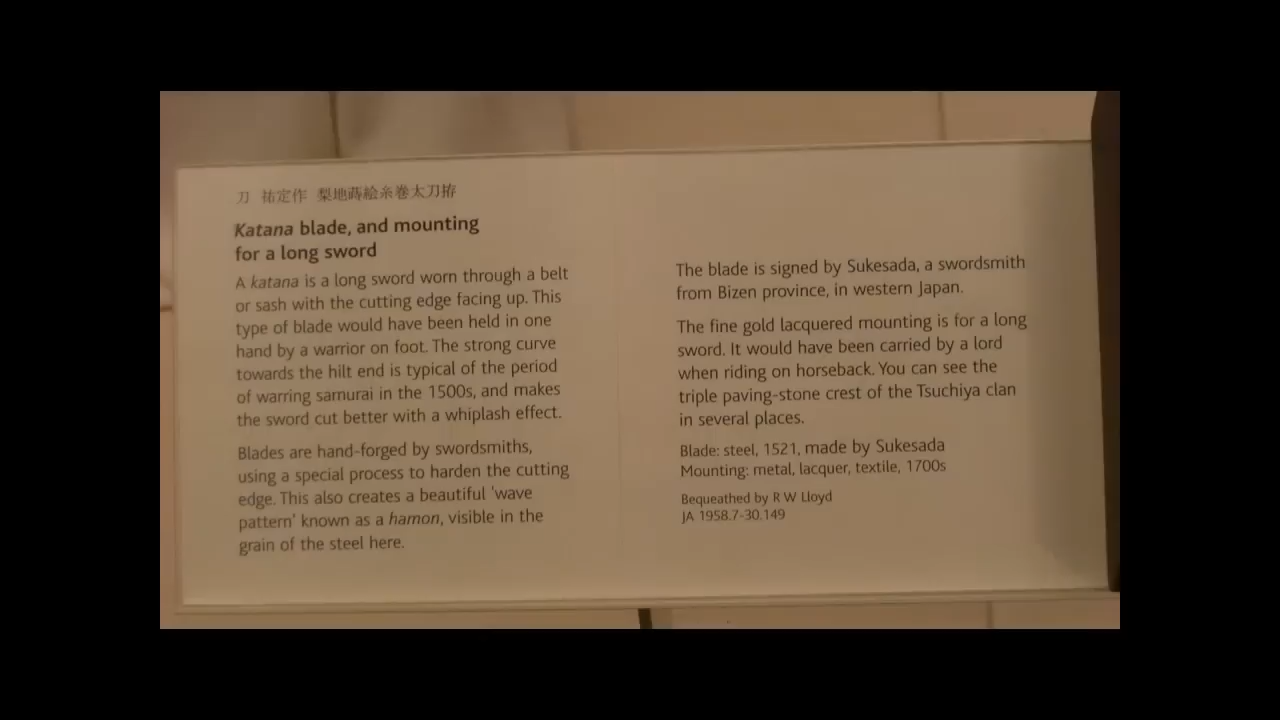 刀 祐定作 梨地蒔絵糸巻太刀拵
Katana blade, and mounting
for a long sword
A katana is a long sword worn through a belt
or sash with the cutting edge facing up. This
type of blade would have been held in one
hand by a warrior on foot. The strong curve
towards the hilt end is typical of the period
of warring samurai in the 1500s, and makes
the sword cut better with a whiplash effect.
Blades are hand-forged by swordsmiths,
using a special process to harden the cutting
edge. This also creates a beautiful 'wave
pattern' known as a hamon, visible in the
grain of the steel here.
The blade is signed by Sukesada, a swordsmith
from Bizen province, in western Japan.
The fine gold lacquered mounting is for a long
sword. It would have been carried by a lord
when riding on horseback. You can see the
triple paving-stone crest of the Tsuchiya clan
in several places.
Blade: steel, 1521, made by Sukesada
Mounting: metal, lacquer, textile, 1700s
Bequeathed by R W Lloyd
JA 1958.7-30.149